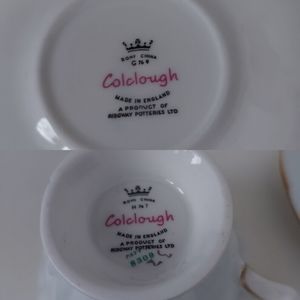 BONE CHINA
Colclough
MADE IN ENGLAND
A PRODUCT OF
RIDGWAY POTTERIES LTD
BONE CHINA
Colclough
MADE IN ENGLAND
A PRODUCT OF
RIDGWAY POTTERIES LTD
8309